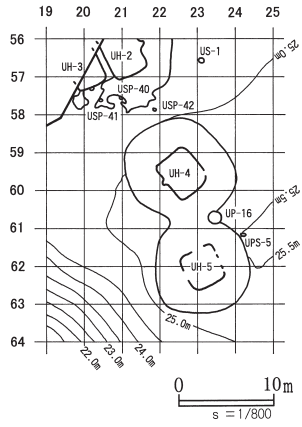 19 20 21 22 23 24 25
56
57
58
59
60
61
62
63
64
UH-2
US-1
UH-3
25.0m
USP-40
USP-42
USP-41
UH-4
25.5m
UP-16
UPS-5
25.5m
UH-5
25.0m
24.0m
23.0m
22.0m
0 10m
s =1/800